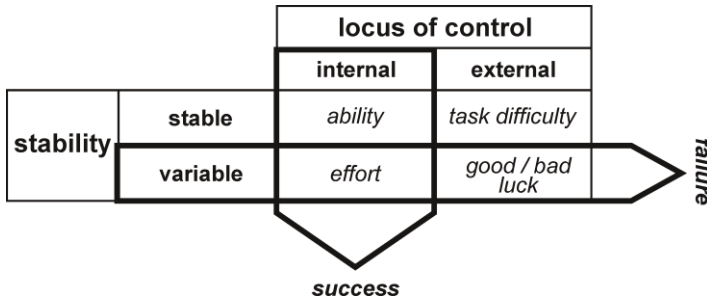 locus of control
internal external
stability stable ability task difficulty
variable effort good / bad
luck
failure
success